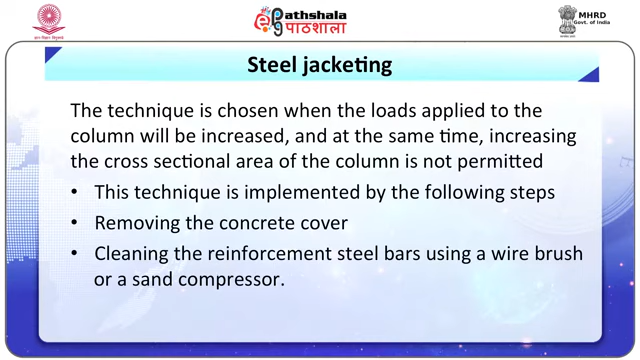 ePathshala
पाठशाला
MHRD
Govt. of India
Steel jacketing
The technique is chosen when the loads applied to the
column will be increased, and at the same time, increasing
the cross sectional area of the column is not permitted
• This technique is implemented by the following steps
• Removing the concrete cover
• Cleaning the reinforcement steel bars using a wire brush
or a sand compressor.